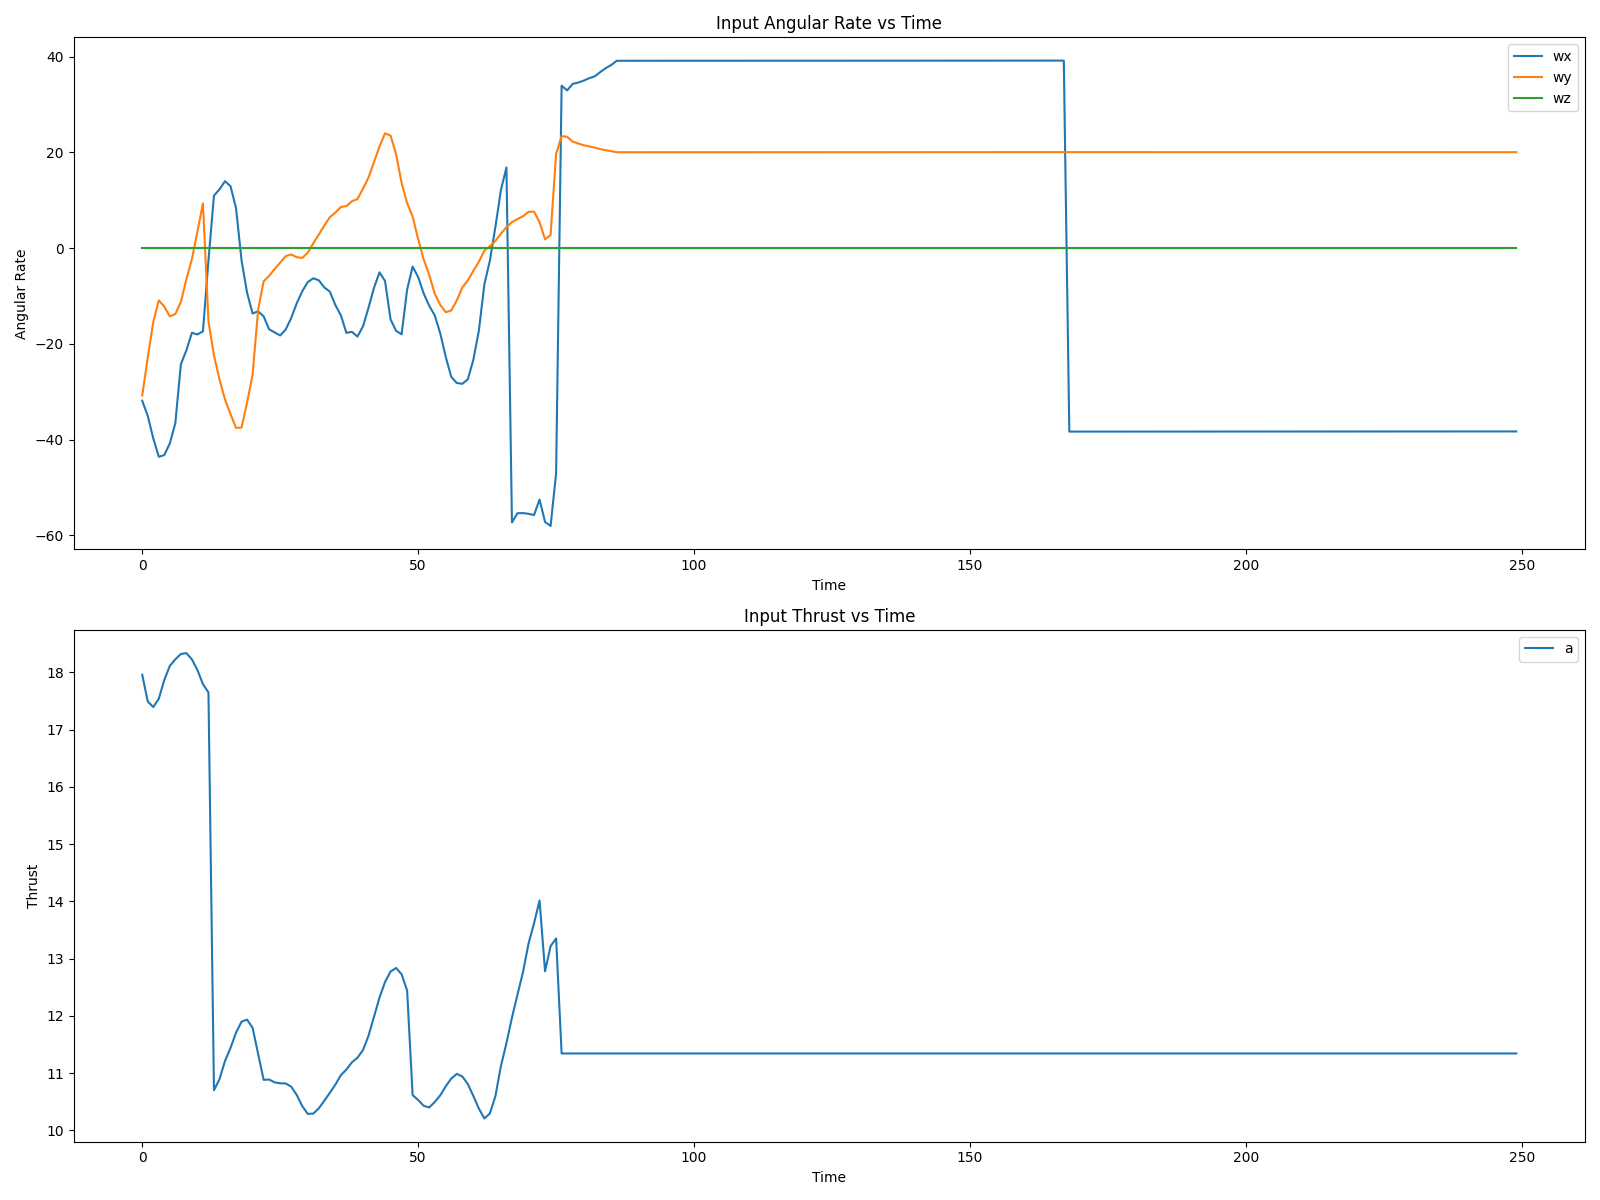 Input Angular Rate vs Time
Angular Rate
40
20
0
−20
−40
−60
wx
wy
wz
0 50 100 150 200 250
Time
Input Thrust vs Time
Thrust
18
17
16
15
14
13
12
11
10
a
0 50 100 150 200 250
Time